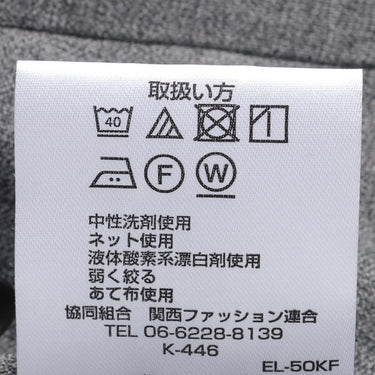 取扱い方
40
F W
中性洗剤使用
ネット使用
液体酸素系漂白剤使用
弱く絞る
あて布使用
協同組合 関西ファッション連合
TEL 06-6228-8139
K-446
EL-50KF